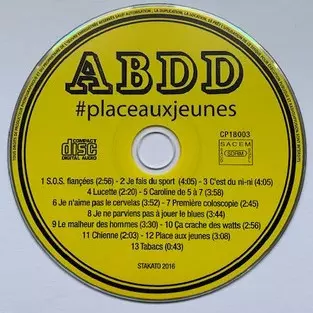 ABDD
#placeauxjeunes
COMPACT
disc
DIGITAL AUDIO
CP18003
SACEM
SDRM
1 S.O.S. fiançées (2:56) - 2 Je fais du sport (4:05) - 3 C'est du ni-ni (4:05)
4 Lucette (2:20) - 5 Caroline de 5 à 7 (3:58)
6 Je n'aime pas le cervelas (3:52) - 7 Première coloscopie (2:45)
8 Je ne parviens pas à jouer le blues (3:44)
9 Le malheur des hommes (3:30) - 10 Ça crache des watts (2:56)
11 Chienne (2:03) - 12 Place aux jeunes (3:08)
13 Tabacs (0:43)
STAKATO 2016